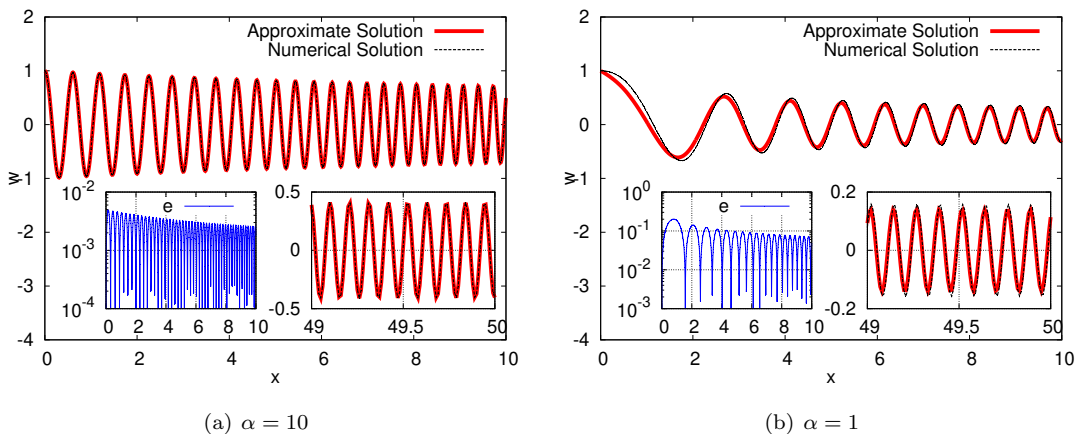 2
1
0
-1
-2
-3
-4
0
2
4
6
8
10
w
x
Approximate Solution
Numerical Solution
10^-2
10^-3
10^-4
e
0 2 4 6 8 10
0.5
0
-0.5
49 49.5 50
(a) α = 10
2
1
0
-1
-2
-3
-4
0
2
4
6
8
10
w
x
Approximate Solution
Numerical Solution
10^0
10^-1
10^-2
10^-3
e
0 2 4 6 8 10
0.2
0
-0.2
49 49.5 50
(b) α = 1